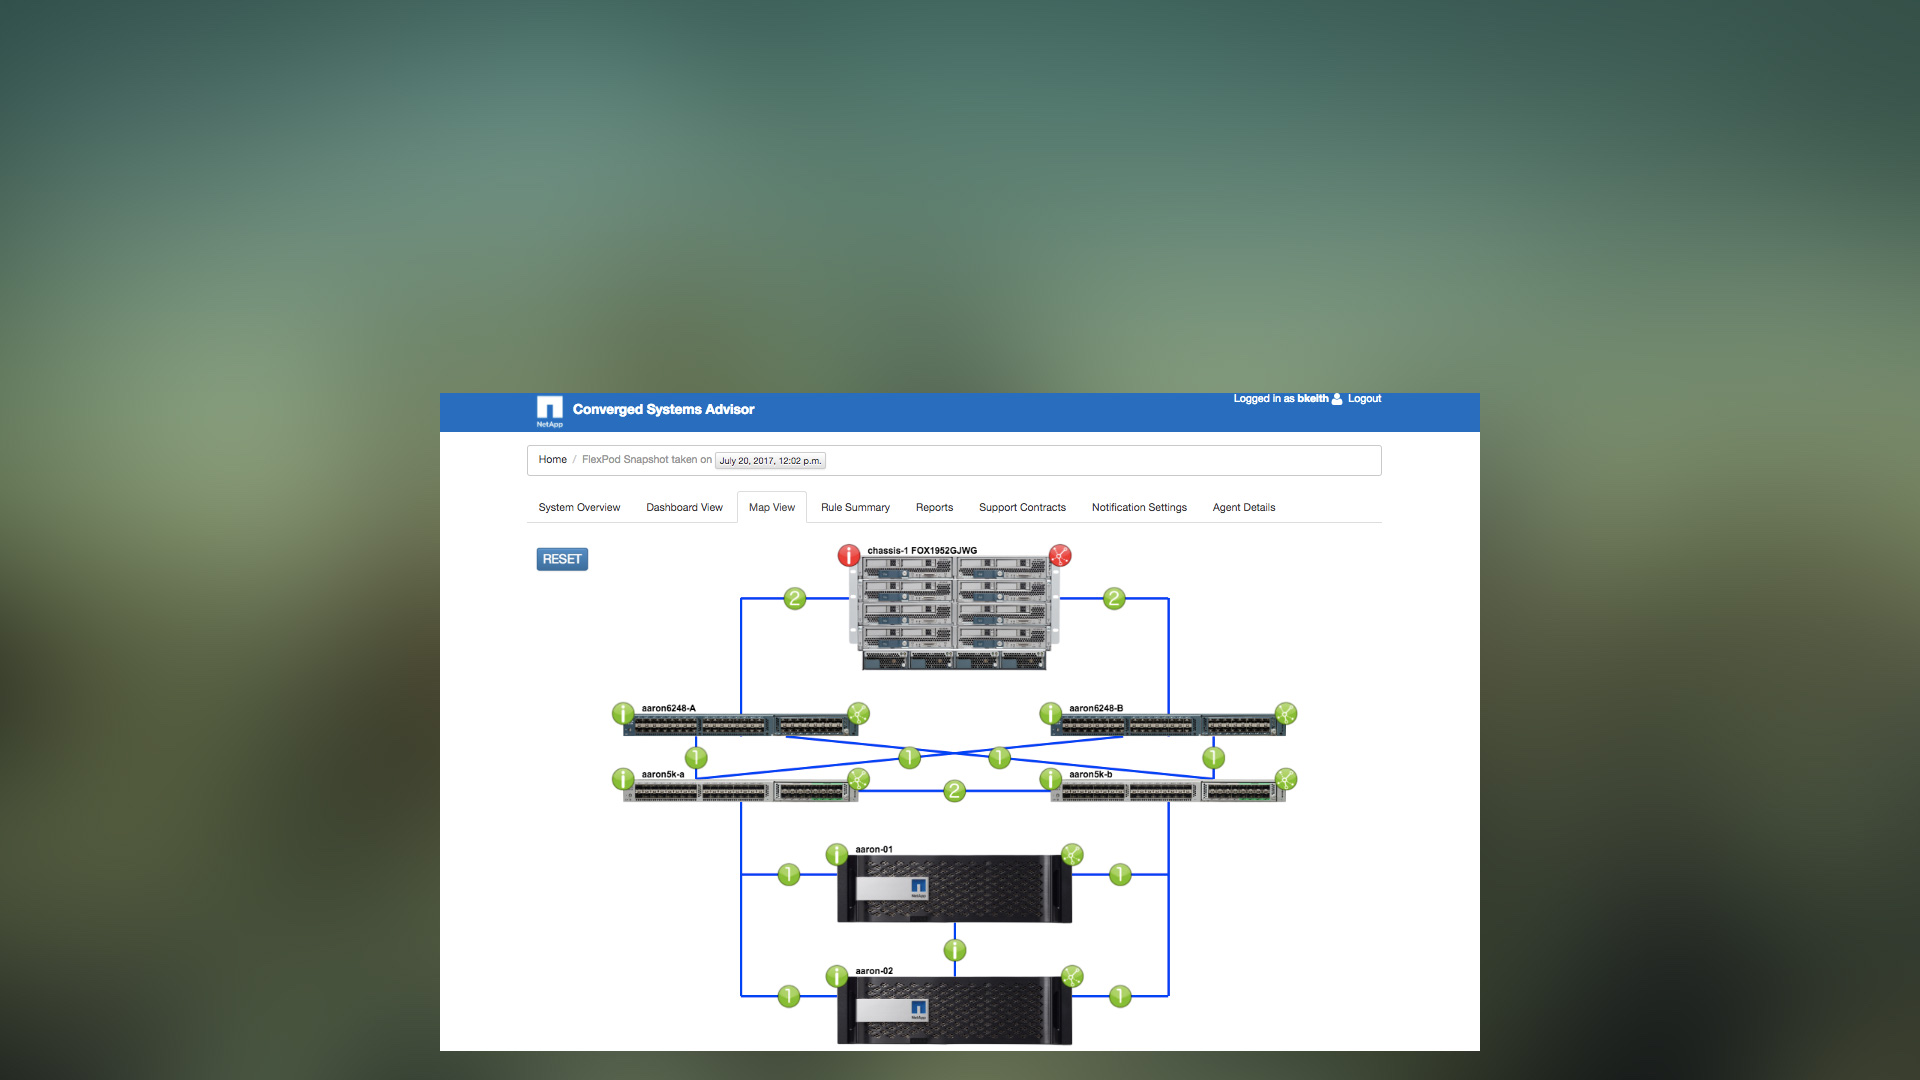 NetApp
Converged Systems Advisor
Logged in as bkeith Logout
Home / FlexPod Snapshot taken on July 20, 2017, 12:02 p.m.
System Overview Dashboard View Map View Rule Summary Reports Support Contracts Notification Settings Agent Details
RESET
i chassis-1 FOX1952GJWG
2 2
i aaron6248-A i aaron6248-B
1 1 1 1
i aaron5k-a i aaron5k-b
2
i aaron-01
1 NetApp 1
i
i aaron-02
1 NetApp 1